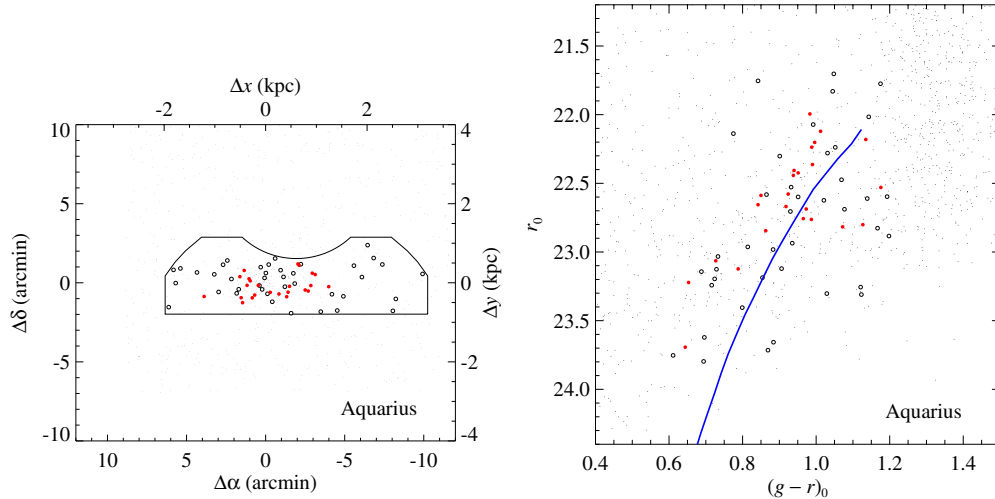 Δx (kpc)
-2 0 2
10
5
0
-5
-10
Δδ (arcmin)
4
2
0
-2
-4
Δy (kpc)
Aquarius
10 5 0 -5 -10
Δα (arcmin)
21.5
22.0
22.5
23.0
23.5
24.0
r₀
Aquarius
0.4 0.6 0.8 1.0 1.2 1.4
(g − r)₀